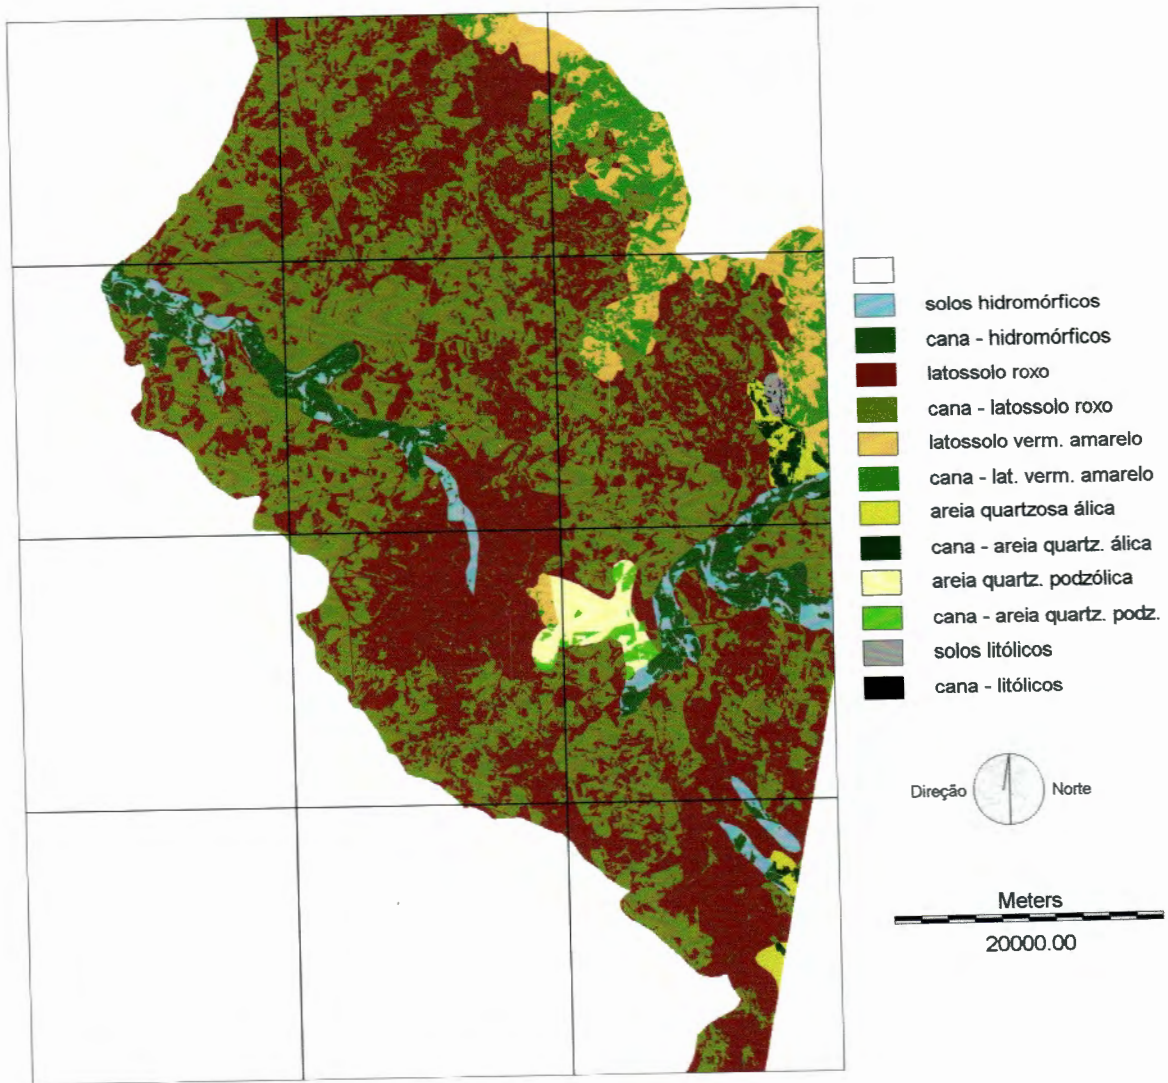 solos hidromórficos
cana - hidromórficos
latossolo roxo
cana - latossolo roxo
latossolo verm. amarelo
cana - lat. verm. amarelo
areia quartzosa álica
cana - areia quartz. álica
areia quartz. podzólica
cana - areia quartz. podz.
solos litólicos
cana - litólicos
Direção Norte
Meters
20000.00